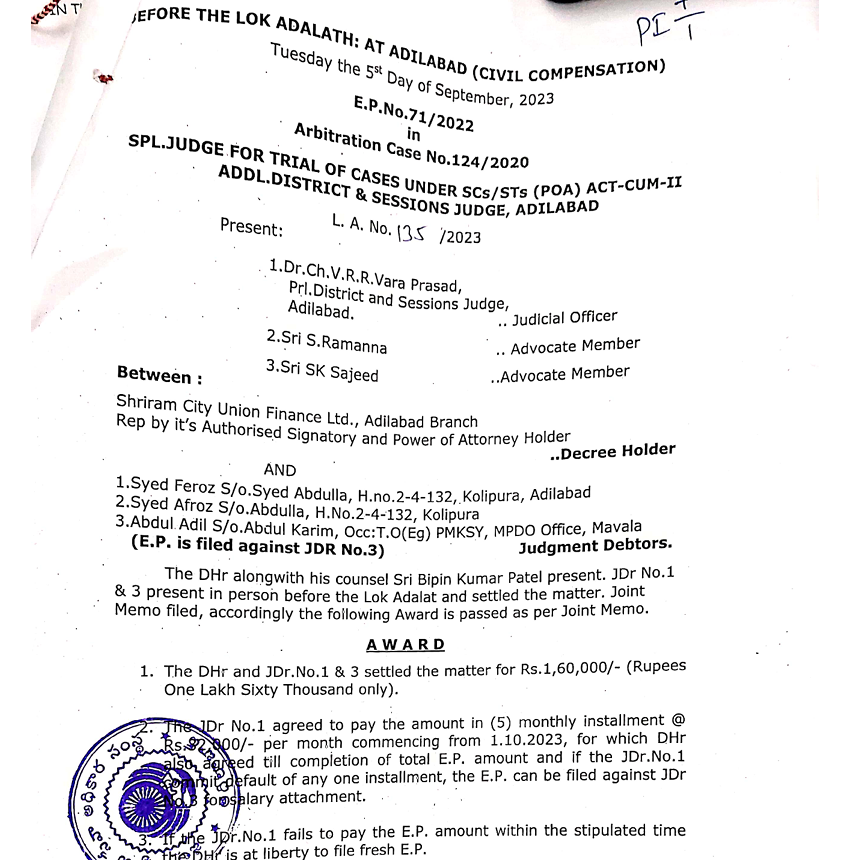 IN T
BEFORE THE LOK ADALATH: AT ADILABAD (CIVIL COMPENSATION)
Tuesday the 5st Day of September, 2023
E.P.No.71/2022
in
Arbitration Case No.124/2020
SPL.JUDGE FOR TRIAL OF CASES UNDER SCs/STs (POA) ACT-CUM-II
ADDL.DISTRICT & SESSIONS JUDGE, ADILABAD
L. A. No. 135 /2023
Present:
1.Dr.Ch.V.R.R.Vara Prasad,
Prl.District and Sessions Judge,
Adilabad. .. Judicial Officer
2.Sri S.Ramanna .. Advocate Member
3.Sri SK Sajeed ..Advocate Member
Between :
Shriram City Union Finance Ltd., Adilabad Branch
Rep by it's Authorised Signatory and Power of Attorney Holder
..Decree Holder
AND
1.Syed Feroz S/o.Syed Abdulla, H.no.2-4-132, Kolipura, Adilabad
2.Syed Afroz S/o.Abdulla, H.No.2-4-132, Kolipura
3.Abdul Adil S/o.Abdul Karim, Occ:T.O(Eg) PMKSY, MPDO Office, Mavala
(E.P. is filed against JDR No.3) Judgment Debtors.
The DHr alongwith his counsel Sri Bipin Kumar Patel present. JDr No.1
& 3 present in person before the Lok Adalat and settled the matter. Joint
Memo filed, accordingly the following Award is passed as per Joint Memo.
A W A R D
1. The DHr and JDr.No.1 & 3 settled the matter for Rs.1,60,000/- (Rupees
One Lakh Sixty Thousand only).
2. The JDr No.1 agreed to pay the amount in (5) monthly installment @
Rs.32,000/- per month commencing from 1.10.2023, for which DHr
also agreed till completion of total E.P. amount and if the JDr.No.1
commit default of any one installment, the E.P. can be filed against JDr
No.3 for salary attachment.
3. If the JDr.No.1 fails to pay the E.P. amount within the stipulated time
the DHr is at liberty to file fresh E.P.